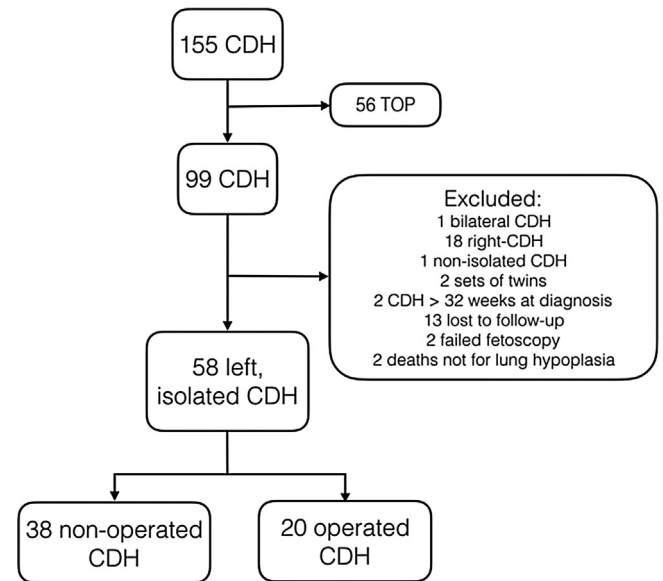 155 CDH
56 TOP
99 CDH
Excluded:
1 bilateral CDH
18 right-CDH
1 non-isolated CDH
2 sets of twins
2 CDH > 32 weeks at diagnosis
13 lost to follow-up
2 failed fetoscopy
2 deaths not for lung hypoplasia
58 left,
isolated CDH
38 non-operated
CDH
20 operated
CDH